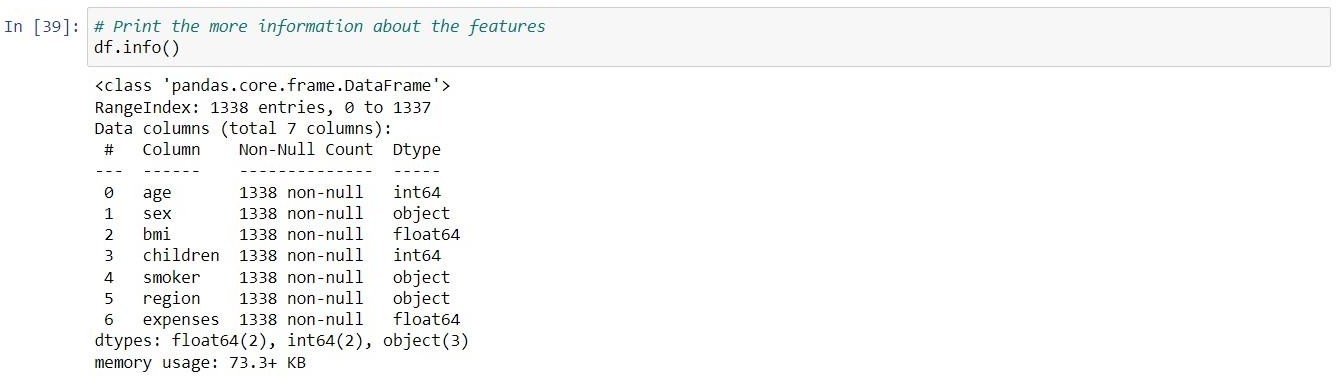 In [39]: # Print the more information about the features
df.info()
<class 'pandas.core.frame.DataFrame'>
RangeIndex: 1338 entries, 0 to 1337
Data columns (total 7 columns):
 #   Column    Non-Null Count  Dtype
---  ------    --------------  -----
 0   age       1338 non-null   int64
 1   sex       1338 non-null   object
 2   bmi       1338 non-null   float64
 3   children  1338 non-null   int64
 4   smoker    1338 non-null   object
 5   region    1338 non-null   object
 6   expenses  1338 non-null   float64
dtypes: float64(2), int64(2), object(3)
memory usage: 73.3+ KB